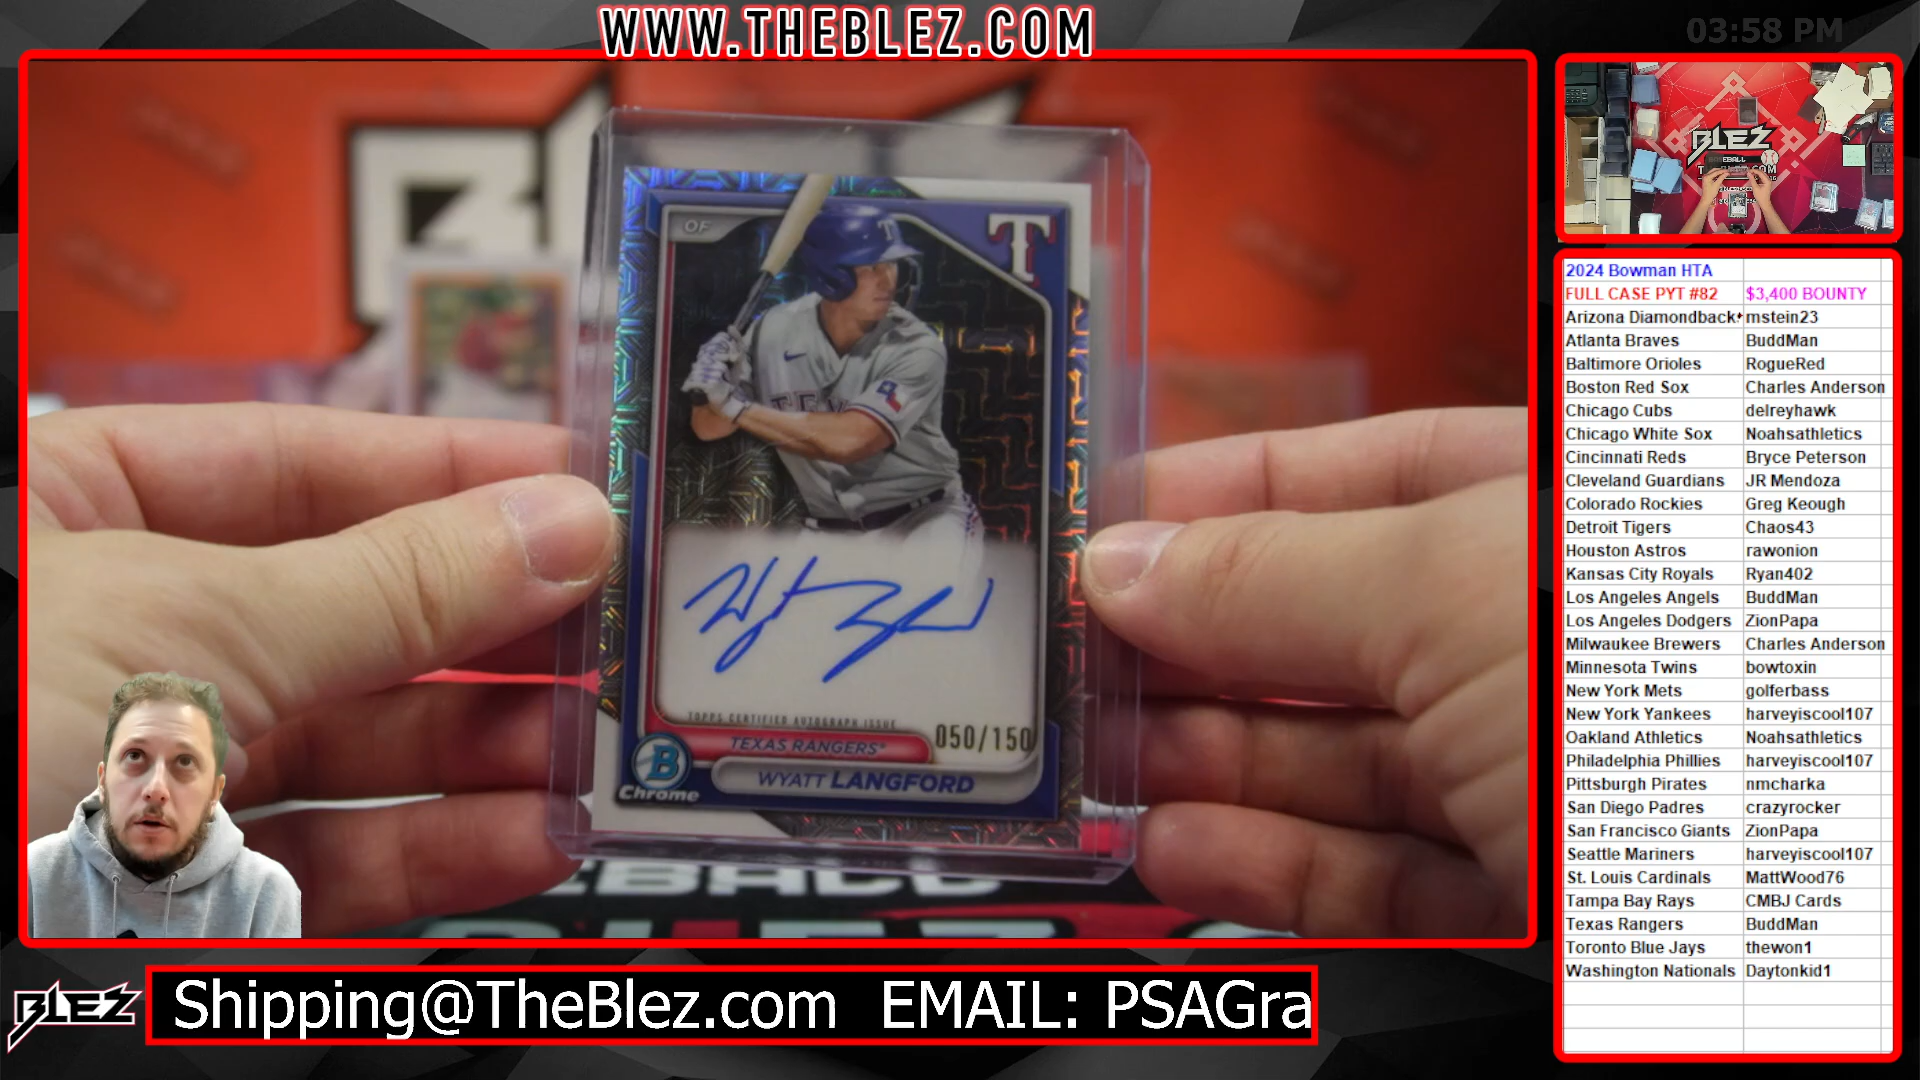 WWW.THEBLEZ.COM
03:58 PM
OF
T
TOPPS CERTIFIED AUTOGRAPH ISSUE
050/150
TEXAS RANGERS
B
Chrome
WYATT LANGFORD
BLEZ
2024 Bowman HTA
FULL CASE PYT #82 $3,400 BOUNTY
Arizona Diamondback mstein23
Atlanta Braves BuddMan
Baltimore Orioles RogueRed
Boston Red Sox Charles Anderson
Chicago Cubs delreyhawk
Chicago White Sox Noahsathletics
Cincinnati Reds Bryce Peterson
Cleveland Guardians JR Mendoza
Colorado Rockies Greg Keough
Detroit Tigers Chaos43
Houston Astros rawonion
Kansas City Royals Ryan402
Los Angeles Angels BuddMan
Los Angeles Dodgers ZionPapa
Milwaukee Brewers Charles Anderson
Minnesota Twins bowtoxin
New York Mets golferbass
New York Yankees harveyiscool107
Oakland Athletics Noahsathletics
Philadelphia Phillies harveyiscool107
Pittsburgh Pirates nmcharka
San Diego Padres crazyrocker
San Francisco Giants ZionPapa
Seattle Mariners harveyiscool107
St. Louis Cardinals MattWood76
Tampa Bay Rays CMBJ Cards
Texas Rangers BuddMan
Toronto Blue Jays thewon1
Washington Nationals Daytonkid1
BLEZ
Shipping@TheBlez.com EMAIL: PSAGra